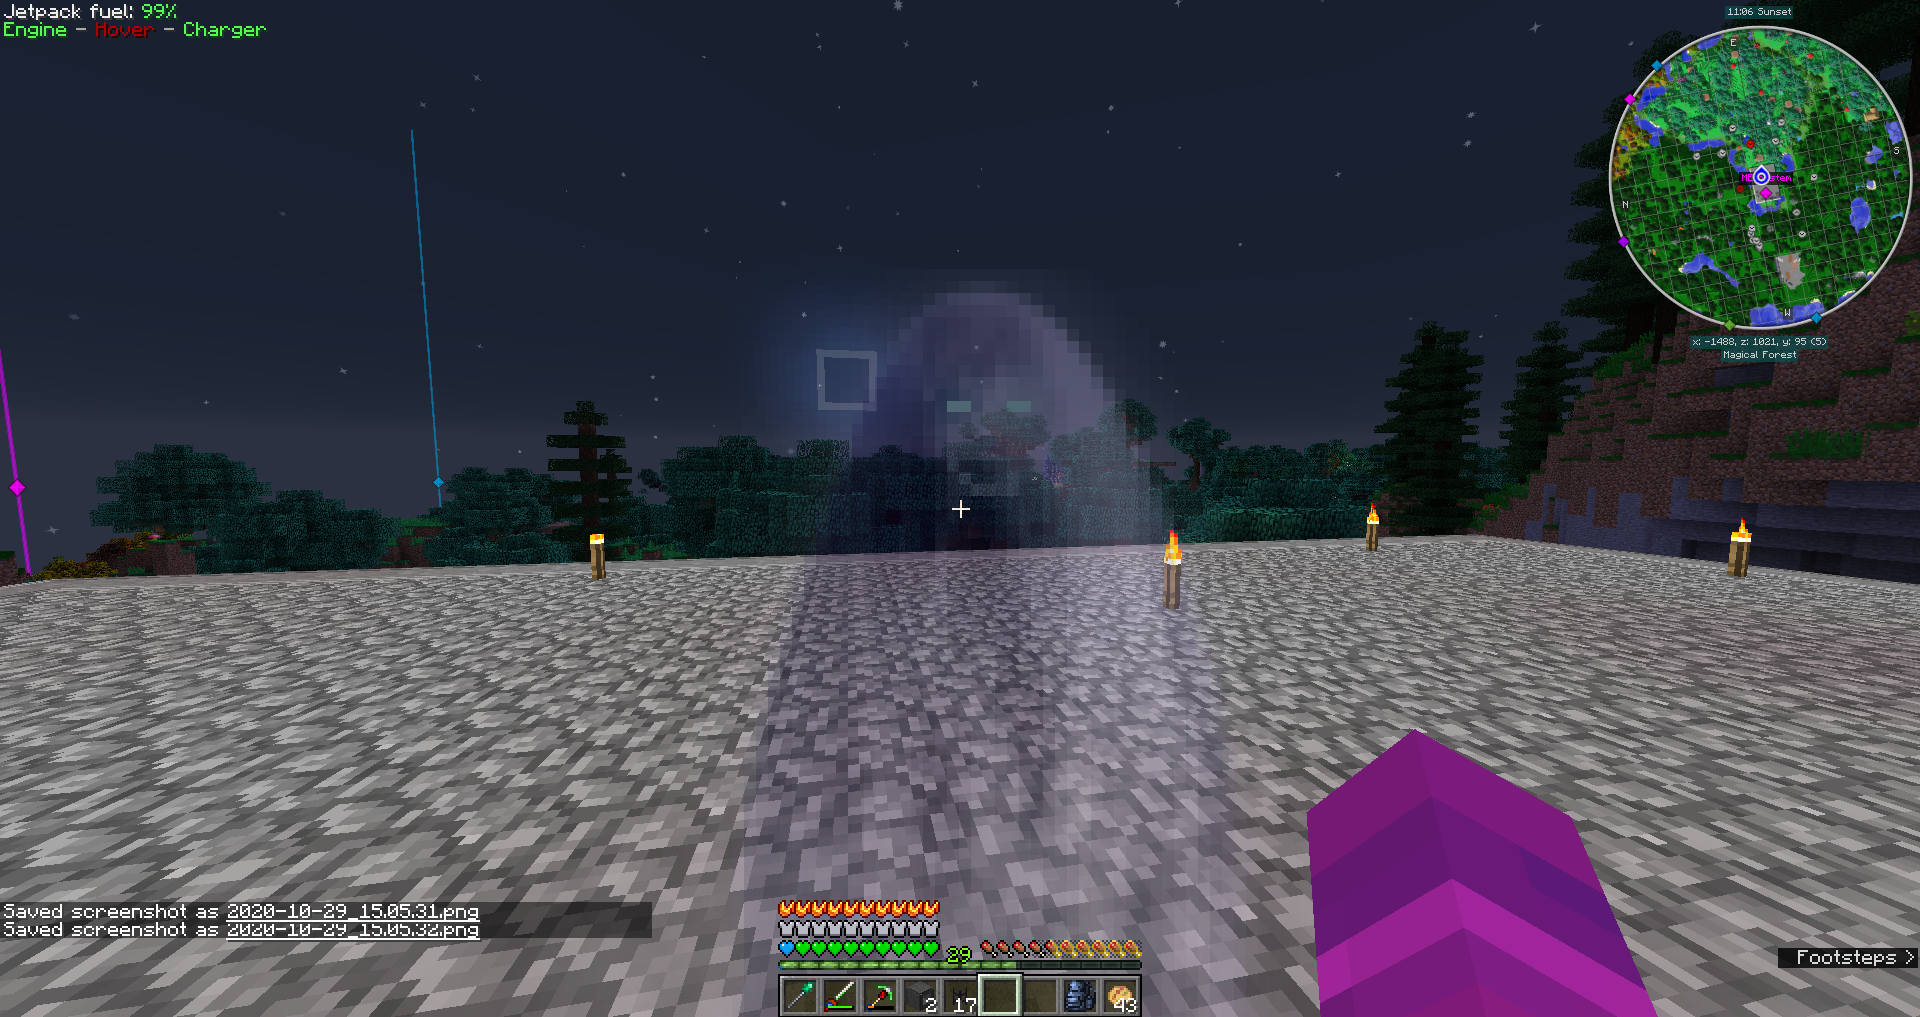 Jetpack fuel: 99%
Engine - Hover - Charger
11:06 Sunset
E
S
N
W
x: -1488, z: 1021, y: 95 (5)
Magical Forest
Saved screenshot as 2020-10-29_15.05.31.png
Saved screenshot as 2020-10-29_15.05.32.png
Footsteps >
29
2
17
43